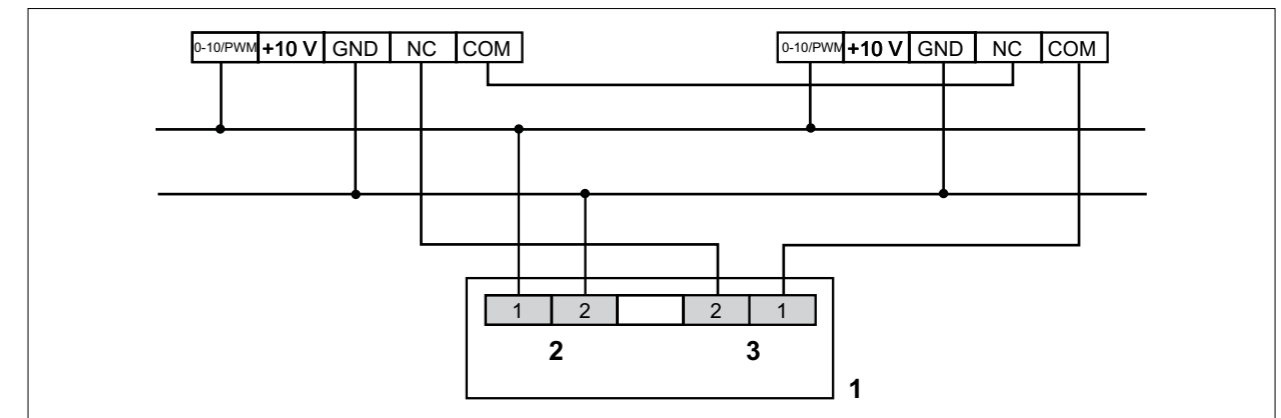 0-10/PWM +10 V GND NC COM 0-10/PWM +10 V GND NC COM
1 2 2 1
2 3
1